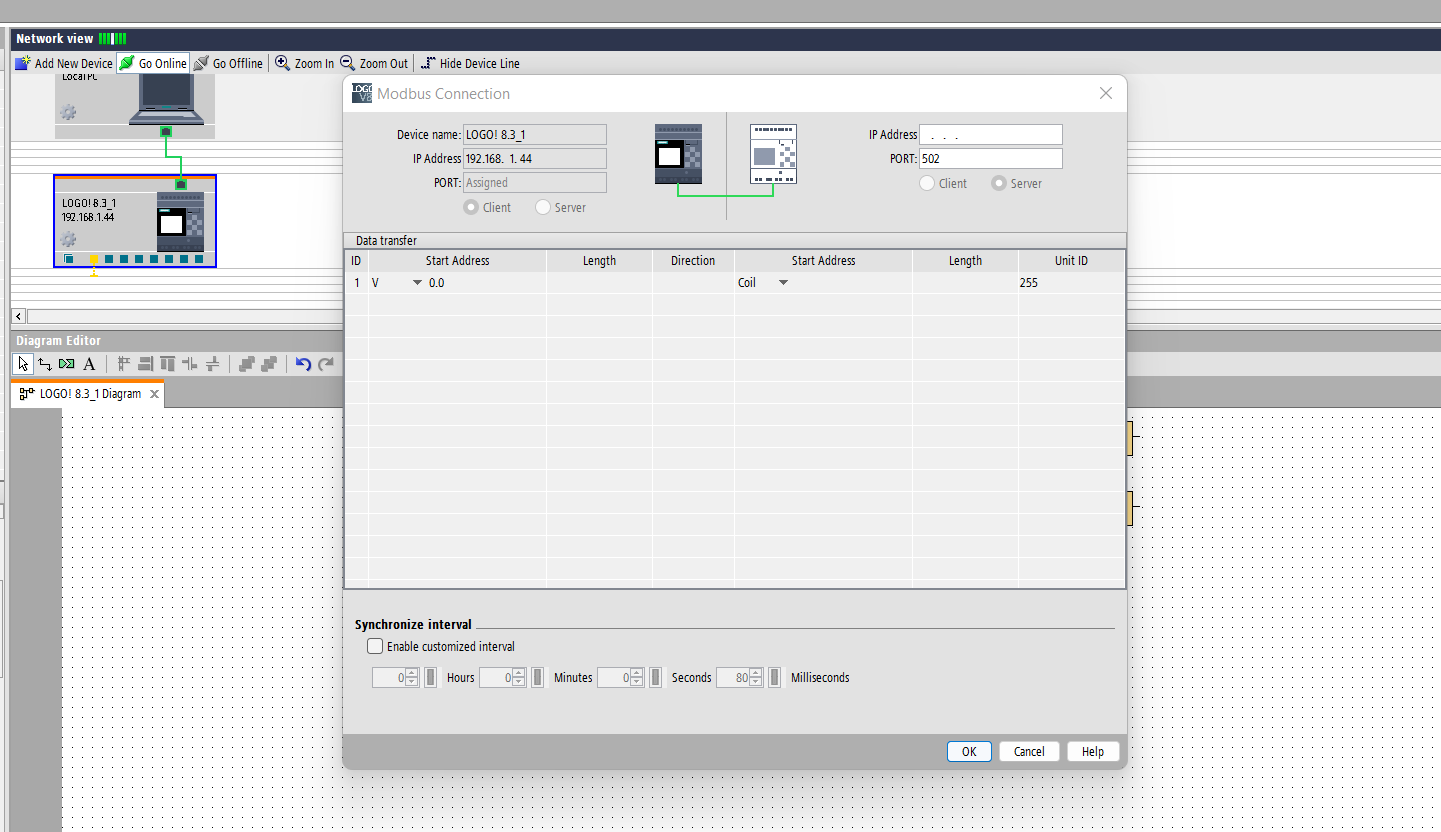 Network view
Add New Device Go Online Go Offline Zoom In Zoom Out Hide Device Line
Local PC
LOGO! 8.3_1
192.168.1.44
LOGO V8 Modbus Connection
Device name: LOGO! 8.3_1
IP Address 192.168. 1. 44
PORT: Assigned
Client Server
IP Address . . .
PORT: 502
Client Server
Data transfer
ID Start Address Length Direction Start Address Length Unit ID
1 V 0.0 Coil 255
Synchronize interval
Enable customized interval
0 Hours 0 Minutes 0 Seconds 80 Milliseconds
OK Cancel Help
Diagram Editor
A
LOGO! 8.3_1 Diagram